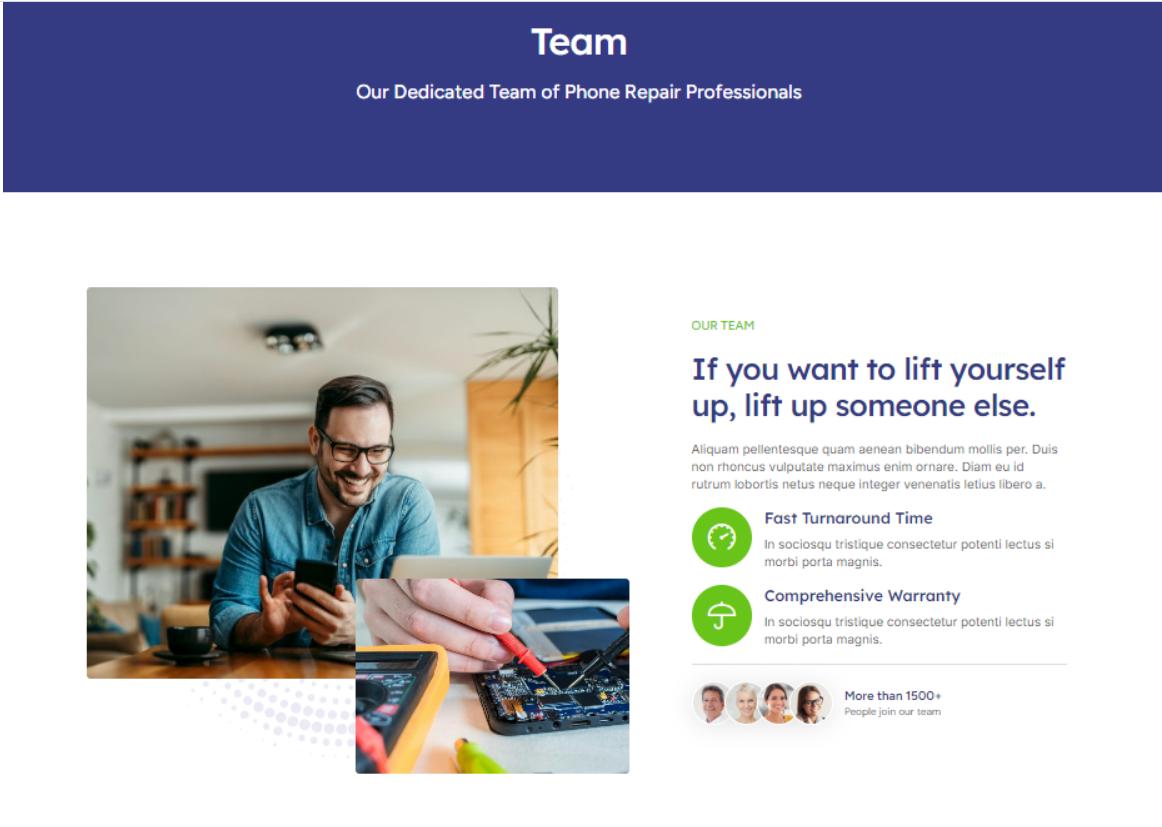 Team
Our Dedicated Team of Phone Repair Professionals
OUR TEAM
If you want to lift yourself
up, lift up someone else.
Aliquam pellentesque quam aenean bibendum mollis per. Duis
non rhoncus vulputate maximus enim ornare. Diam eu id
rutrum lobortis netus neque integer venenatis letius libero a.
Fast Turnaround Time
In sociosqu tristique consectetur potenti lectus si
morbi porta magnis.
Comprehensive Warranty
In sociosqu tristique consectetur potenti lectus si
morbi porta magnis.
More than 1500+
People join our team